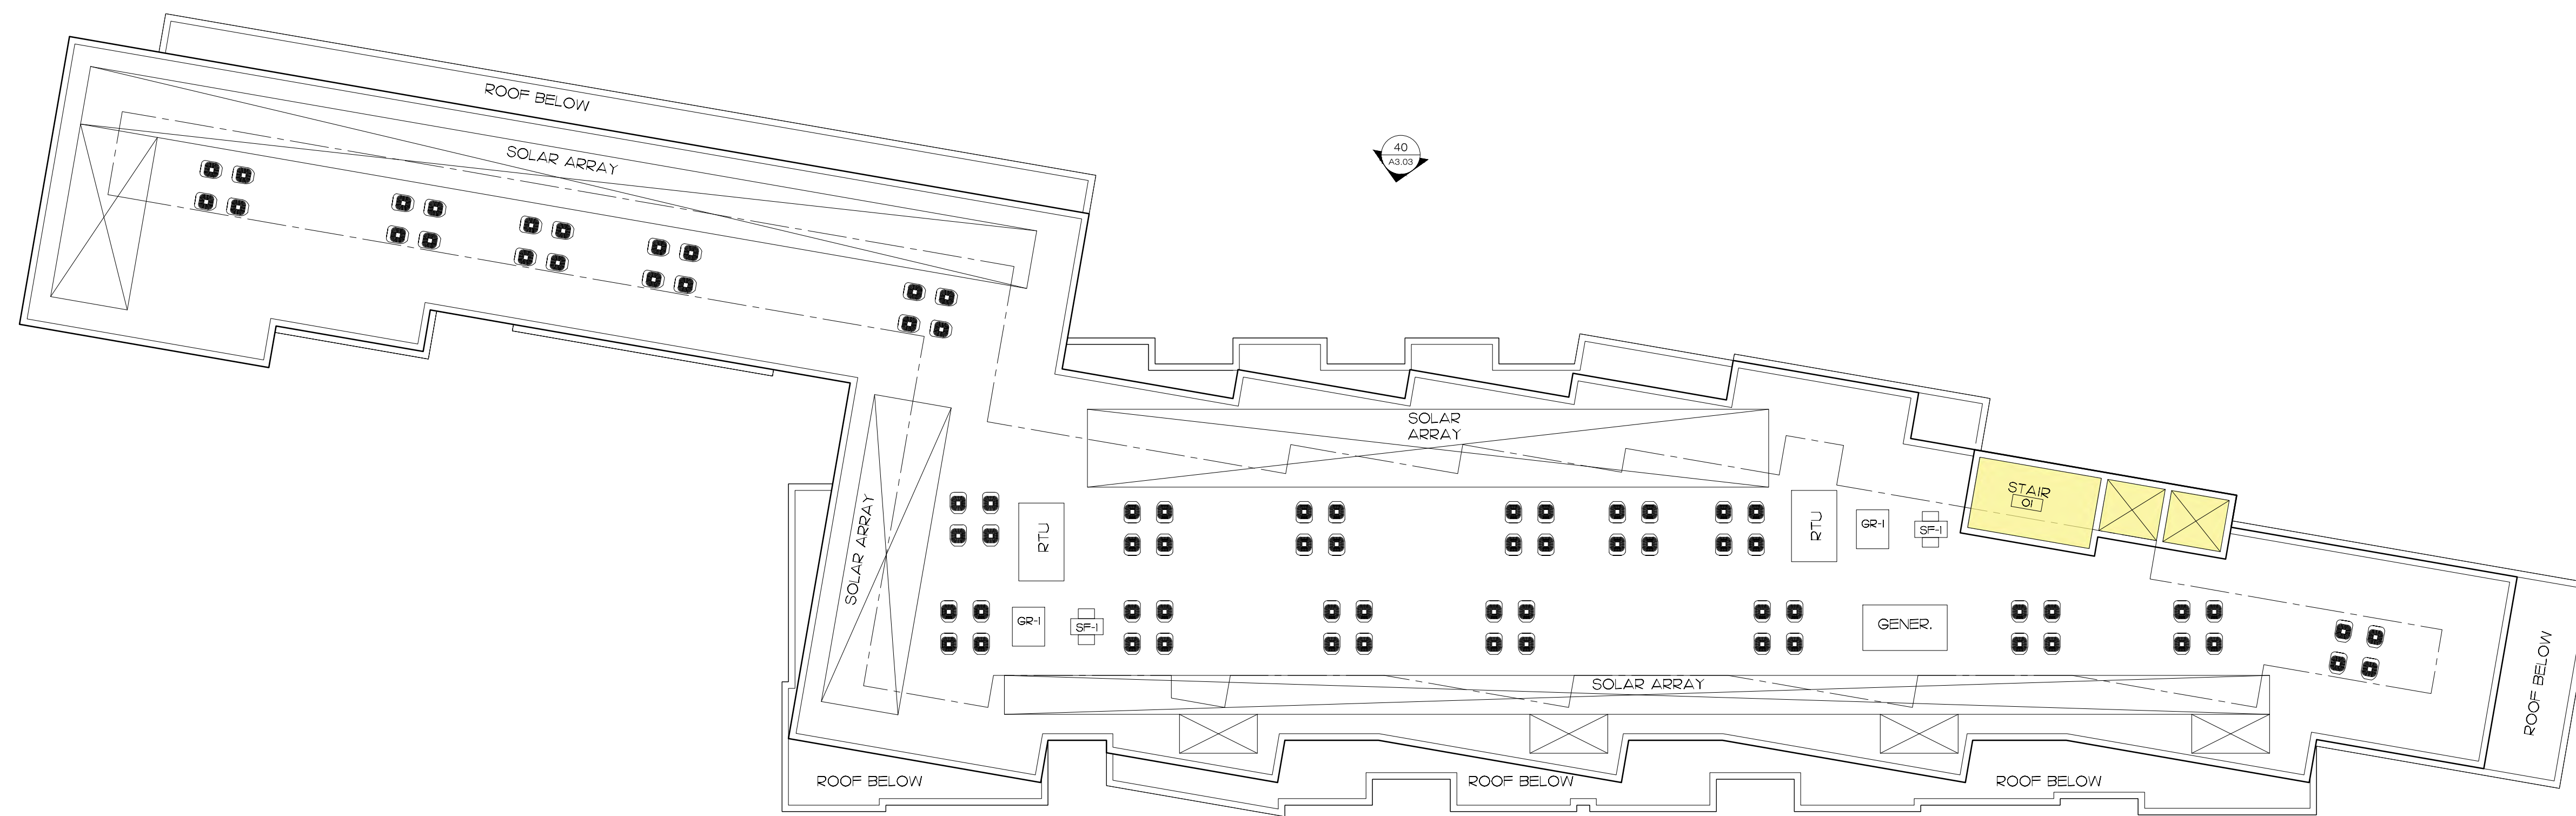 ROOF BELOW
SOLAR ARRAY
40
A3.03
SOLAR
ARRAY
STAIR
01
SOLAR ARRAY
RTU
RTU
GR-1
SF-1
GR-1
SF-1
GENER.
SOLAR ARRAY
ROOF BELOW
ROOF BELOW
ROOF BELOW
ROOF BELOW